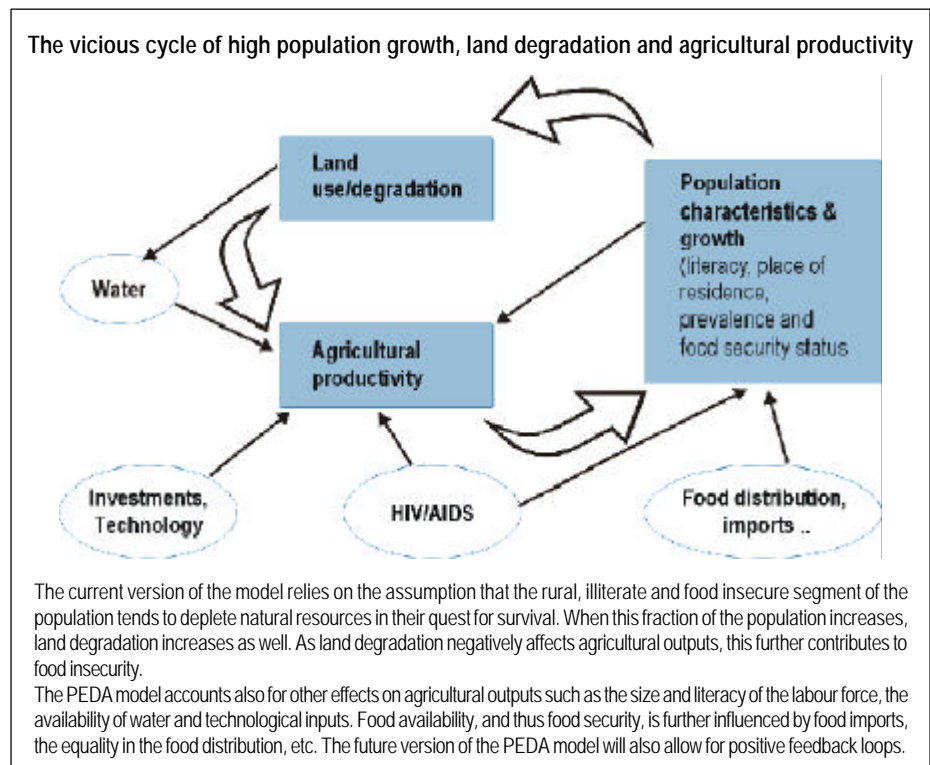 The vicious cycle of high population growth, land degradation and agricultural productivity
Land
use/degradation
Population
characteristics &
growth
(literacy, place of
residence,
prevalence and
food security status
Water
Agricultural
productivity
Investments,
Technology
HIV/AIDS
Food distribution,
imports ..
The current version of the model relies on the assumption that the rural, illiterate and food insecure segment of the
population tends to deplete natural resources in their quest for survival. When this fraction of the population increases,
land degradation increases as well. As land degradation negatively affects agricultural outputs, this further contributes to
food insecurity.
The PEDA model accounts also for other effects on agricultural outputs such as the size and literacy of the labour force, the
availability of water and technological inputs. Food availability, and thus food security, is further influenced by food imports,
the equality in the food distribution, etc. The future version of the PEDA model will also allow for positive feedback loops.